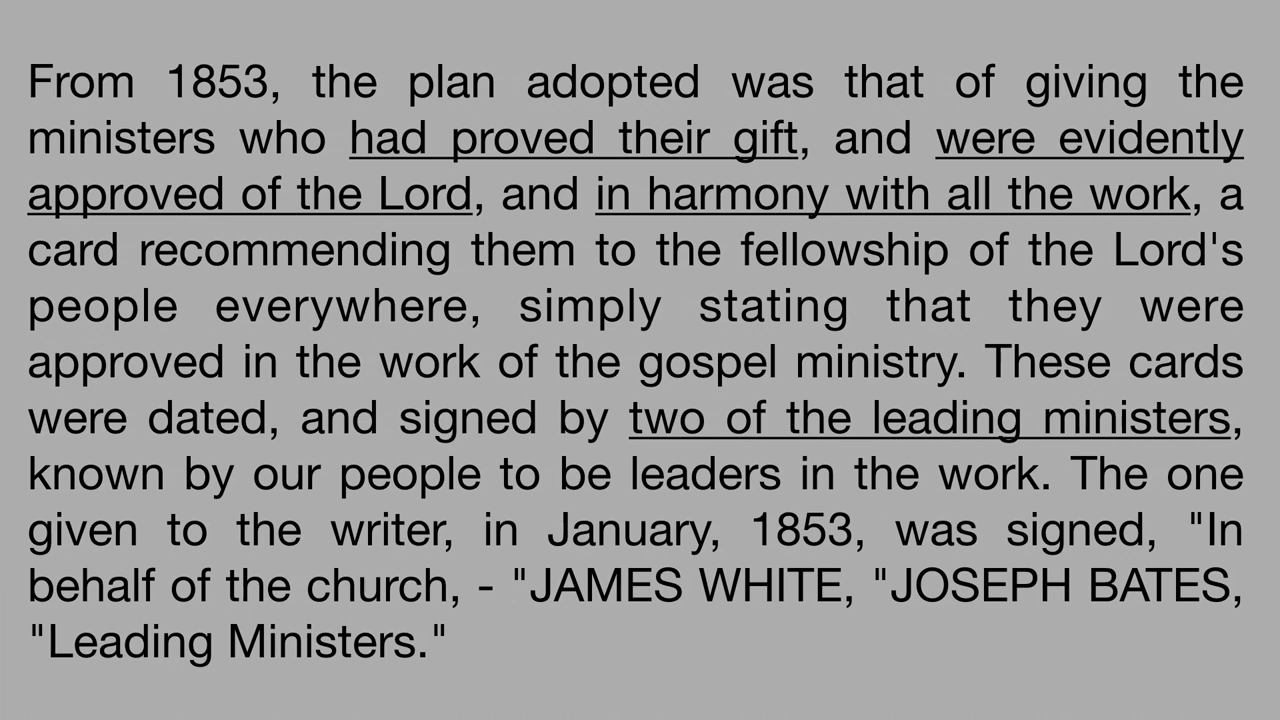 From 1853, the plan adopted was that of giving the
ministers who had proved their gift, and were evidently
approved of the Lord, and in harmony with all the work, a
card recommending them to the fellowship of the Lord's
people everywhere, simply stating that they were
approved in the work of the gospel ministry. These cards
were dated, and signed by two of the leading ministers,
known by our people to be leaders in the work. The one
given to the writer, in January, 1853, was signed, "In
behalf of the church, - "JAMES WHITE, "JOSEPH BATES,
"Leading Ministers."